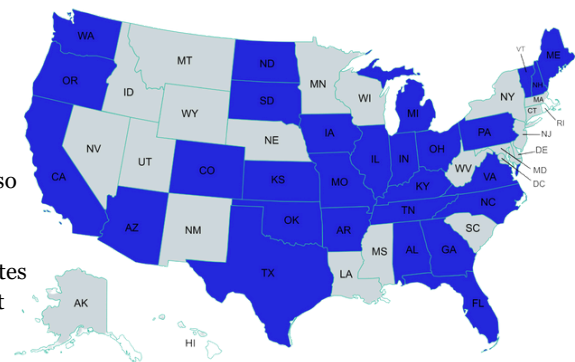 VT
WA
ME
MT
ND
OR
MN
NH
ID
SD
WI
NY
MA
WY
MI
CT
RI
IA
PA
NJ
NE
NV
OH
DE
IL
IN
UT
MD
CO
WV
VA
DC
so
CA
KS
MO
KY
NC
TN
OK
AZ
NM
AR
SC
MS
AL
GA
tes
TX
LA
t
AK
FL
HI